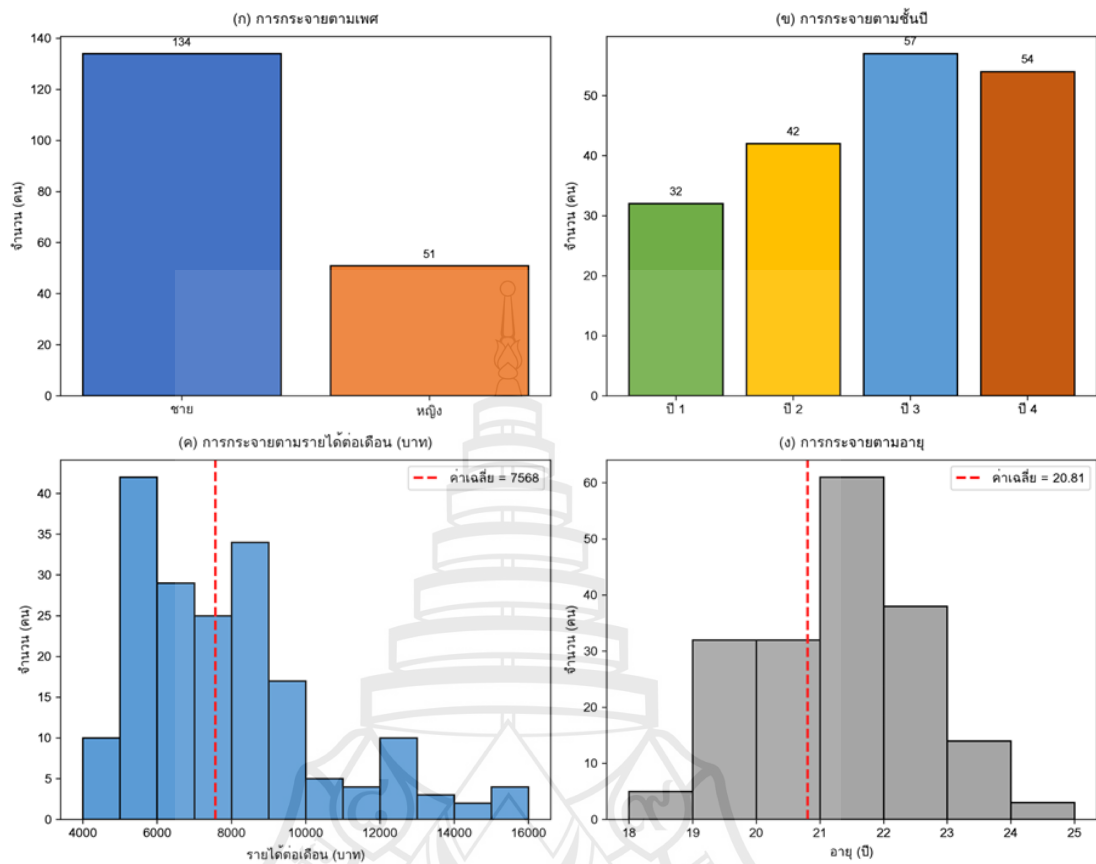 (ก) การกระจายตามเพศ
จำนวน (คน)
140
120
100
80
60
40
20
0
134
51
ชาย
หญิง
(ข) การกระจายตามชั้นปี
จำนวน (คน)
50
40
30
20
10
0
32
42
57
54
ปี 1
ปี 2
ปี 3
ปี 4
(ค) การกระจายตามรายได้ต่อเดือน (บาท)
ค่าเฉลี่ย = 7568
จำนวน (คน)
40
35
30
25
20
15
10
5
0
4000
6000
8000
10000
12000
14000
16000
รายได้ต่อเดือน (บาท)
(ง) การกระจายตามอายุ
ค่าเฉลี่ย = 20.81
จำนวน (คน)
60
50
40
30
20
10
0
18
19
20
21
22
23
24
25
อายุ (ปี)